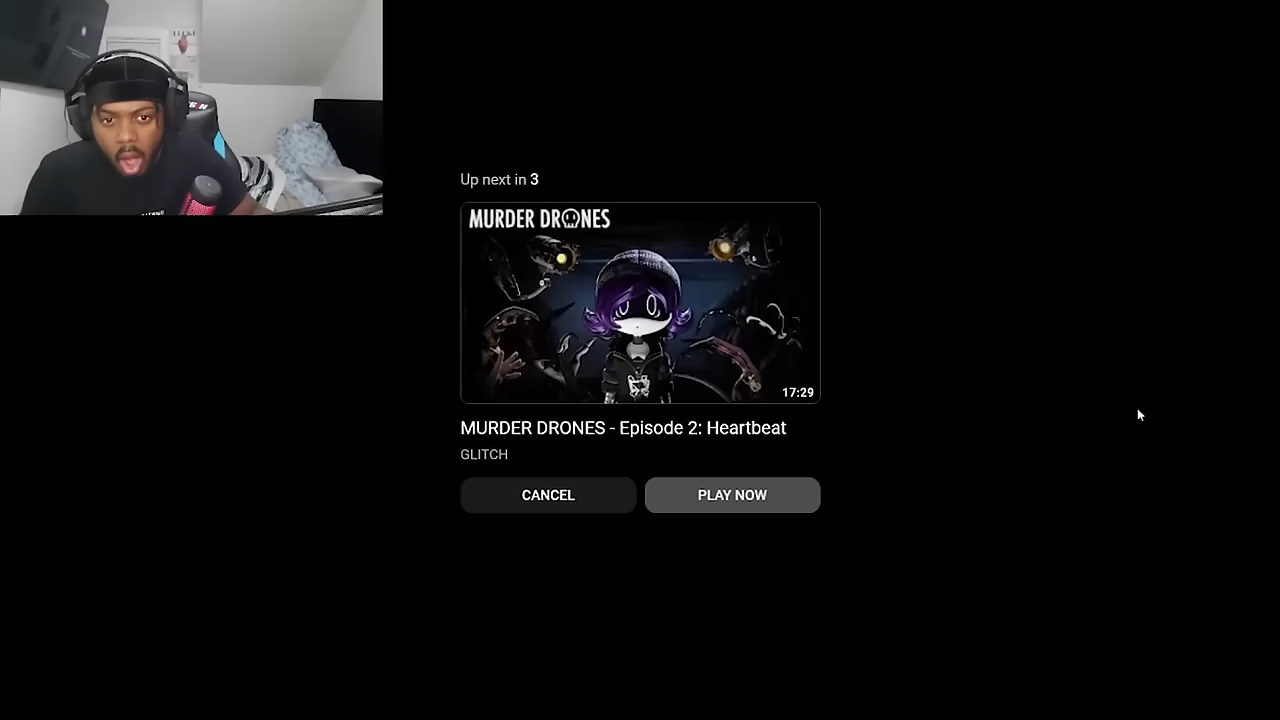 Up next in 3
MURDER DRONES
17:29
MURDER DRONES - Episode 2: Heartbeat
GLITCH
CANCEL
PLAY NOW